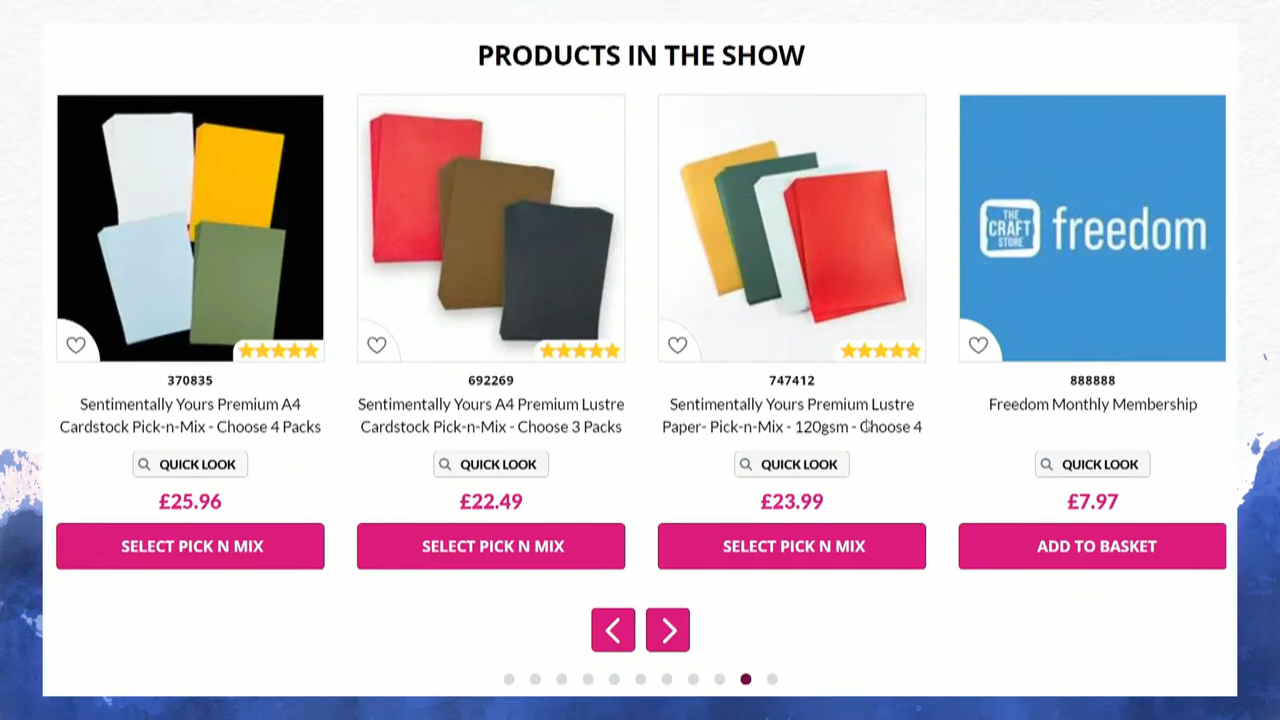 PRODUCTS IN THE SHOW
370835
Sentimentally Yours Premium A4
Cardstock Pick-n-Mix - Choose 4 Packs
QUICK LOOK
£25.96
SELECT PICK N MIX
692269
Sentimentally Yours A4 Premium Lustre
Cardstock Pick-n-Mix - Choose 3 Packs
QUICK LOOK
£22.49
SELECT PICK N MIX
747412
Sentimentally Yours Premium Lustre
Paper- Pick-n-Mix - 120gsm - Choose 4
QUICK LOOK
£23.99
SELECT PICK N MIX
THE
CRAFT
STORE
freedom
888888
Freedom Monthly Membership
QUICK LOOK
£7.97
ADD TO BASKET